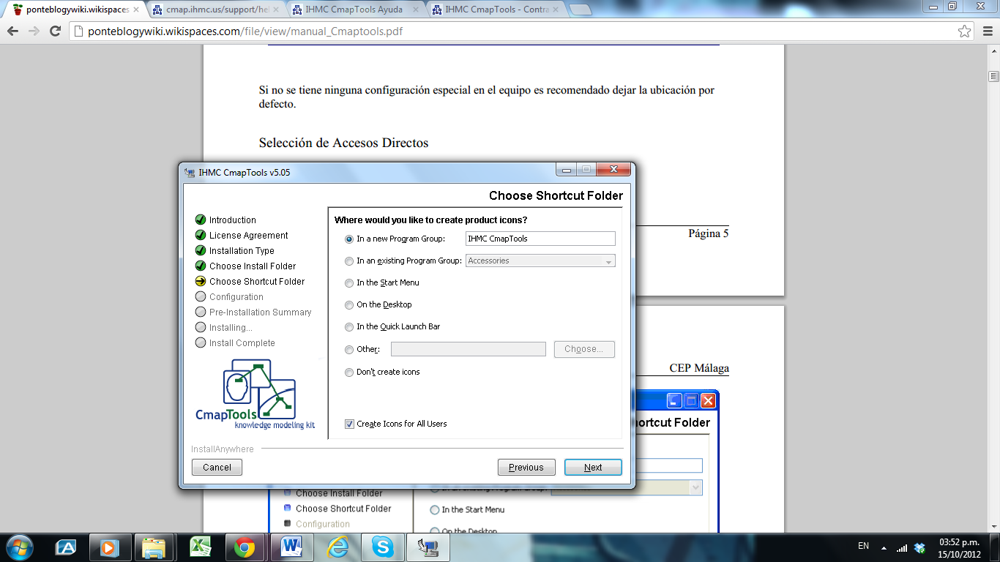 ponteblogywiki.wikispaces
cmap.ihmc.us/support/hel
IHMC CmapTools Ayuda
IHMC CmapTools - Contra
ponteblogywiki.wikispaces.com/file/view/manual_Cmaptools.pdf
Si no se tiene ninguna configuración especial en el equipo es recomendado dejar la ubicación por
defecto.
Selección de Accesos Directos
IHMC CmapTools v5.05
Choose Shortcut Folder
Introduction
License Agreement
Installation Type
Choose Install Folder
Choose Shortcut Folder
Configuration
Pre-Installation Summary
Installing...
Install Complete
CmapTools
knowledge modeling kit
Where would you like to create product icons?
In a new Program Group: IHMC CmapTools
In an existing Program Group: Accessories
In the Start Menu
On the Desktop
In the Quick Launch Bar
Other: Choose...
Don't create icons
Create Icons for All Users
InstallAnywhere
Cancel
Previous
Next
Página 5
CEP Málaga
ortcut Folder
Choose Install Folder
Choose Shortcut Folder
Configuration
In the Start Menu
On the Desktop
EN
03:52 p.m.
15/10/2012